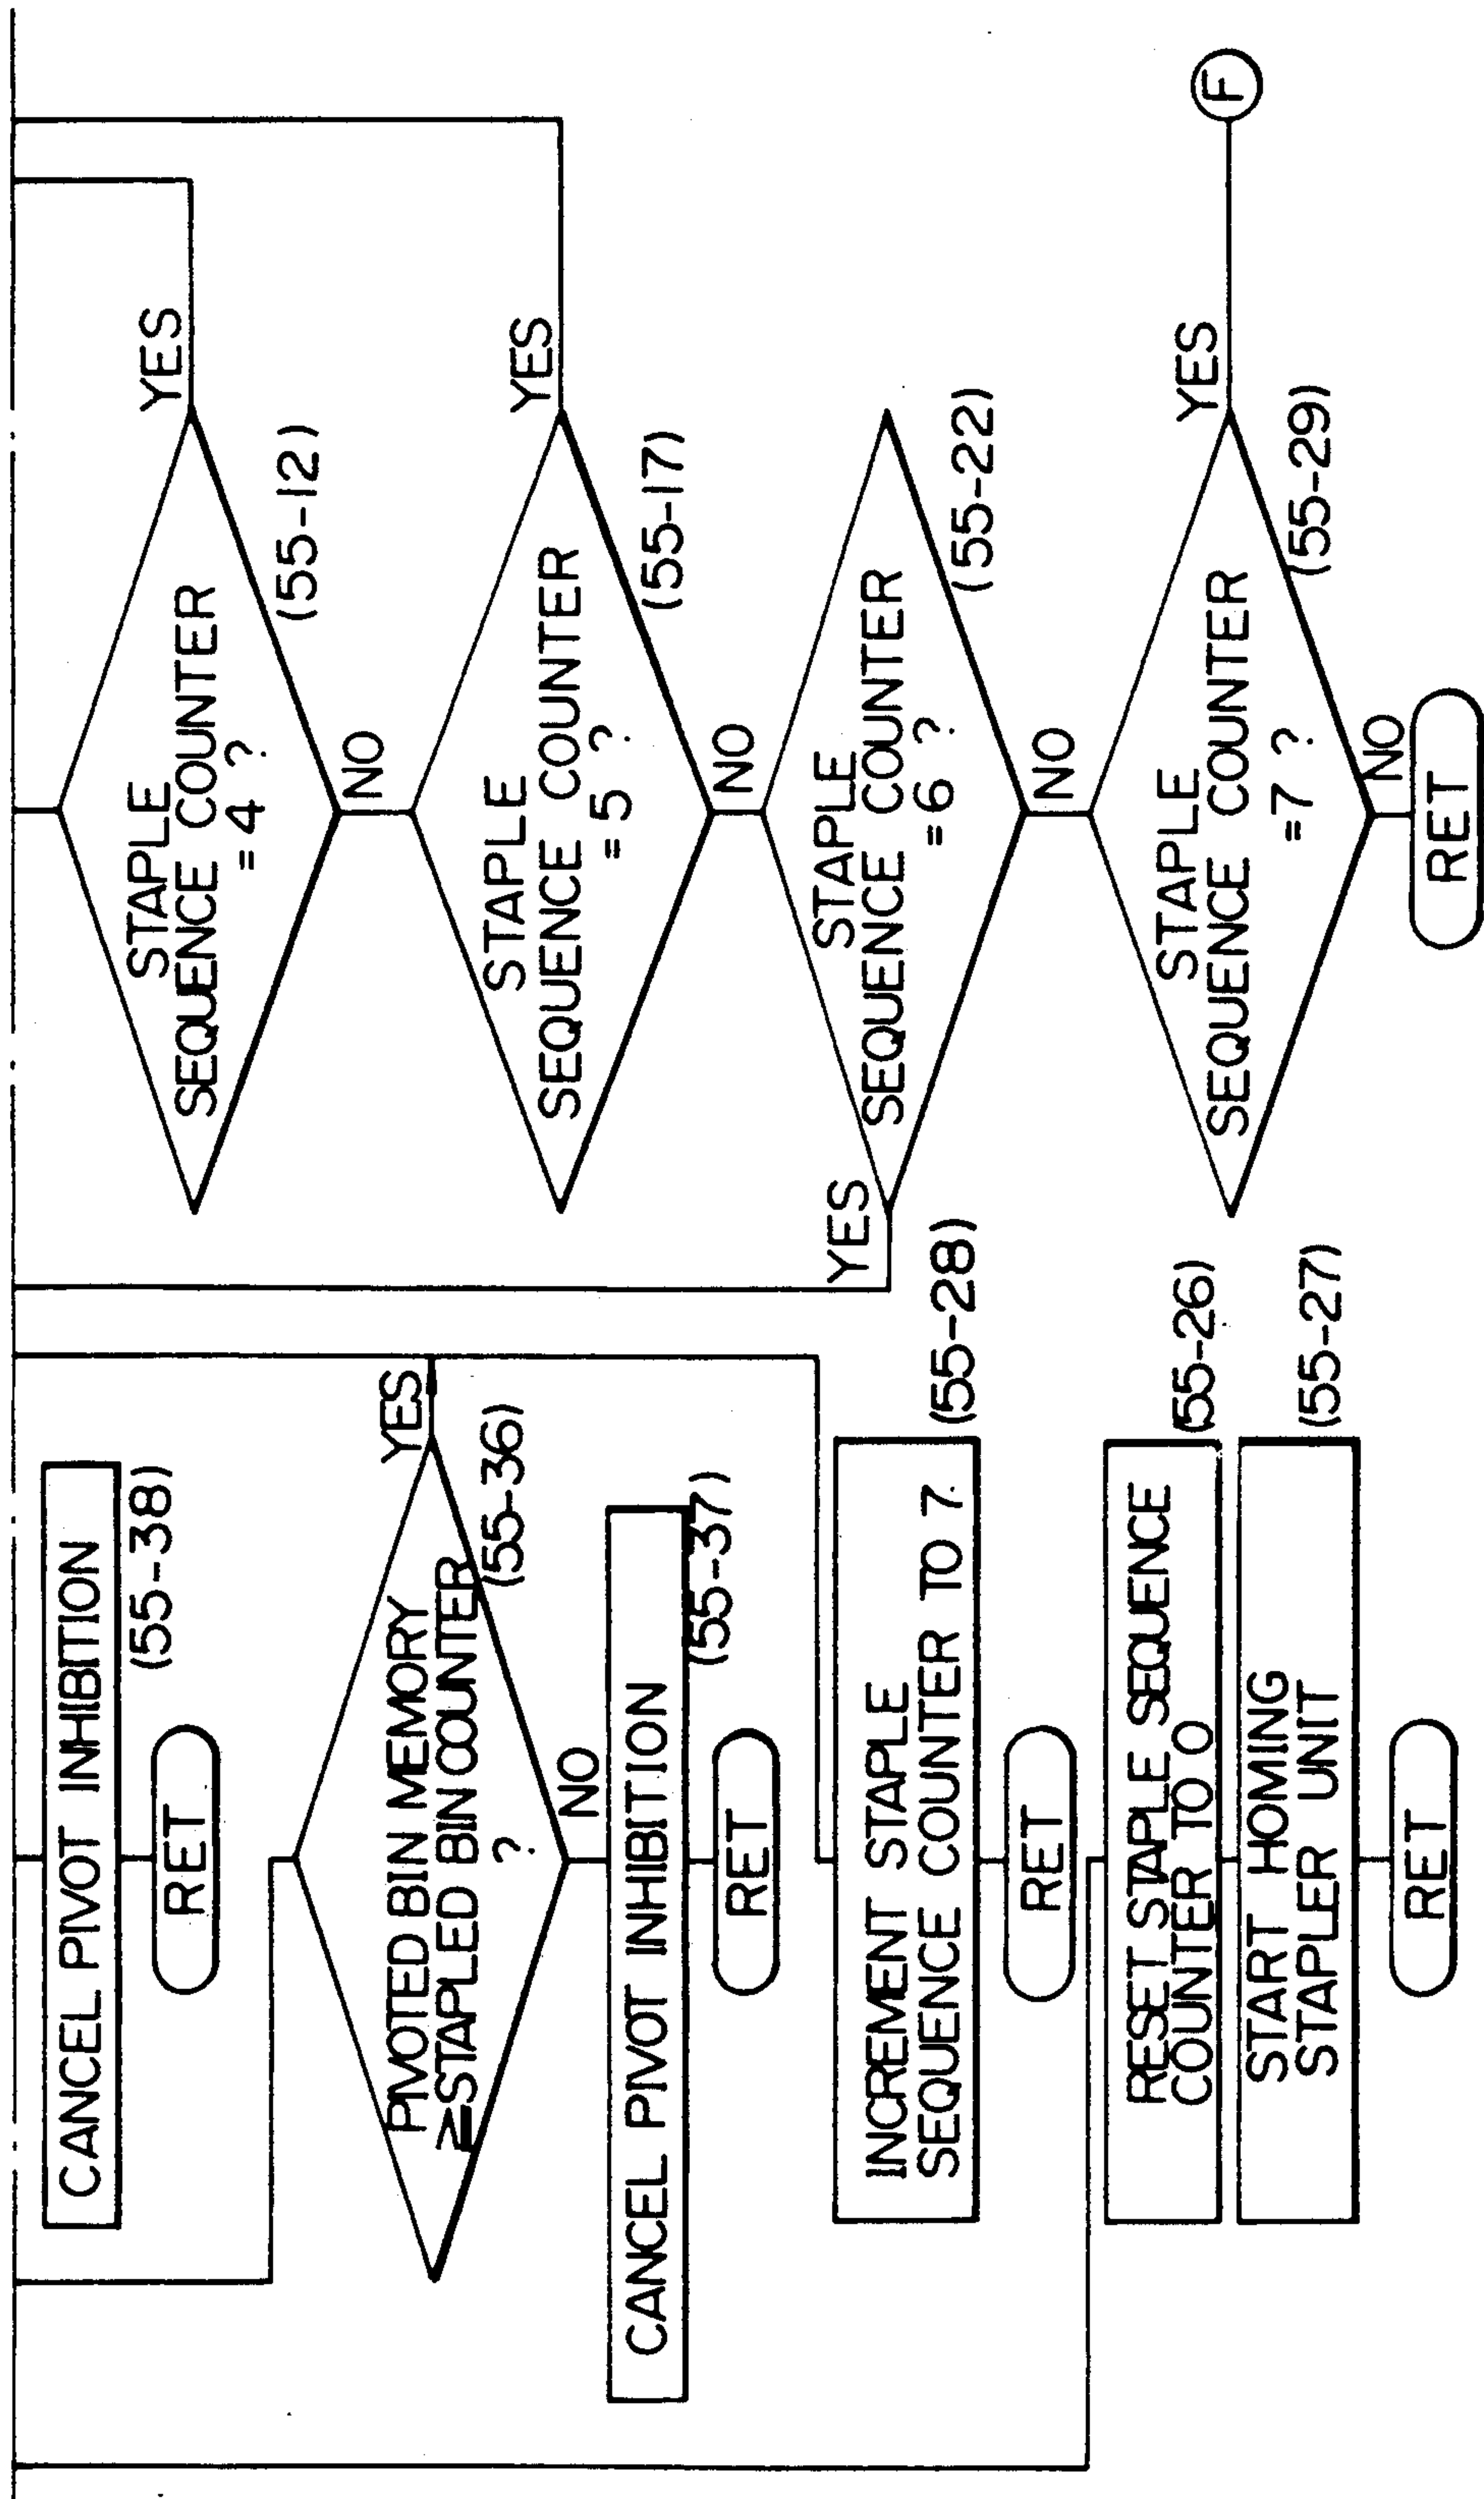 CANCEL PIVOT INHIBITION
(55-38)
RET
YES
PIVOTED BIN MEMORY
≧STAPLED BIN COUNTER
?
(55-36)
NO
CANCEL PIVOT INHIBITION
(55-37)
RET
INCREMENT STAPLE
SEQUENCE COUNTER TO 7.
(55-28)
RET
RESET STAPLE SEQUENCE
COUNTER TO 0
(55-26)
START HOMING
STAPLER UNIT
(55-27)
RET
STAPLE
SEQUENCE COUNTER
=4 ?
YES
(55-12)
NO
STAPLE
SEQUENCE COUNTER
=5 ?
YES
(55-17)
NO
STAPLE
SEQUENCE COUNTER
=6 ?
YES
(55-22)
NO
STAPLE
SEQUENCE COUNTER
=7 ?
YES
F
(55-29)
NO
RET